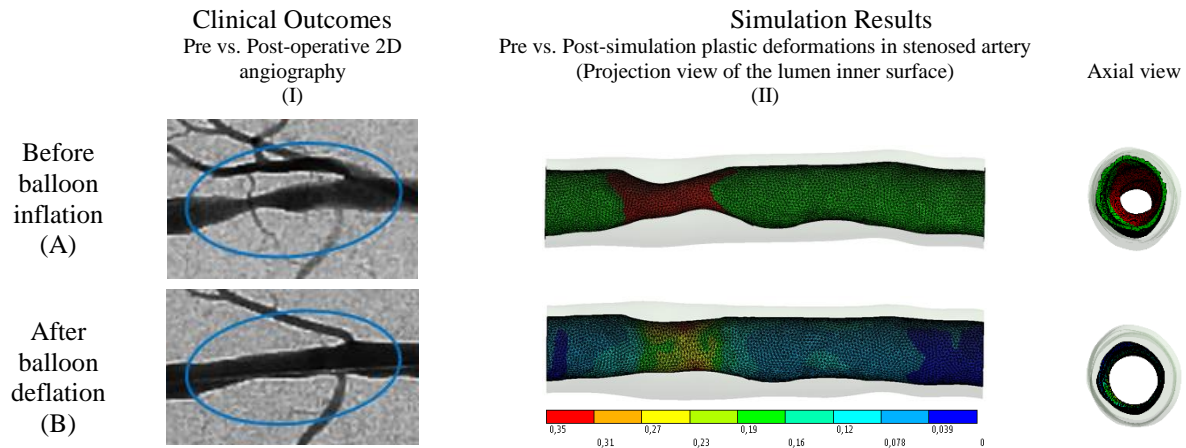 Clinical Outcomes
Pre vs. Post-operative 2D
angiography
(I)
Simulation Results
Pre vs. Post-simulation plastic deformations in stenosed artery
(Projection view of the lumen inner surface)
(II)
Axial view
Before
balloon
inflation
(A)
After
balloon
deflation
(B)
0,35 0,27 0,19 0,12 0,039
0,31 0,23 0,16 0,078 0